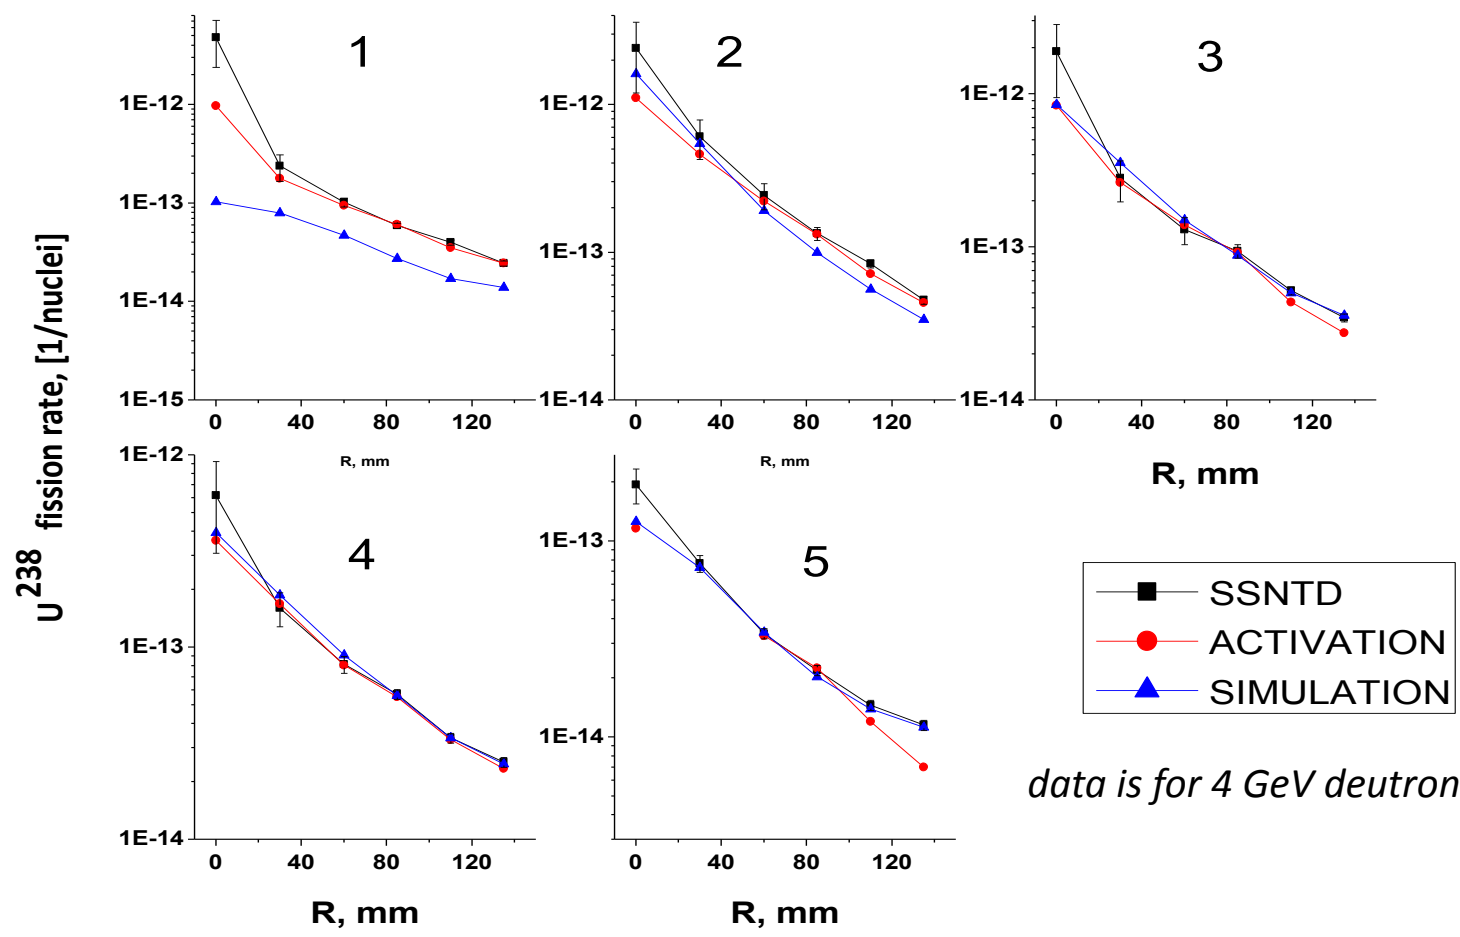 U238 fission rate, [1/nuclei]
1
1E-12
1E-13
1E-14
1E-15
0 40 80 120
R, mm
2
1E-12
1E-13
1E-14
0 40 80 120
R, mm
3
1E-12
1E-13
1E-14
0 40 80 120
R, mm
4
1E-12
1E-13
1E-14
0 40 80 120
R, mm
5
1E-13
1E-14
0 40 80 120
R, mm
SSNTD
ACTIVATION
SIMULATION
data is for 4 GeV deutron